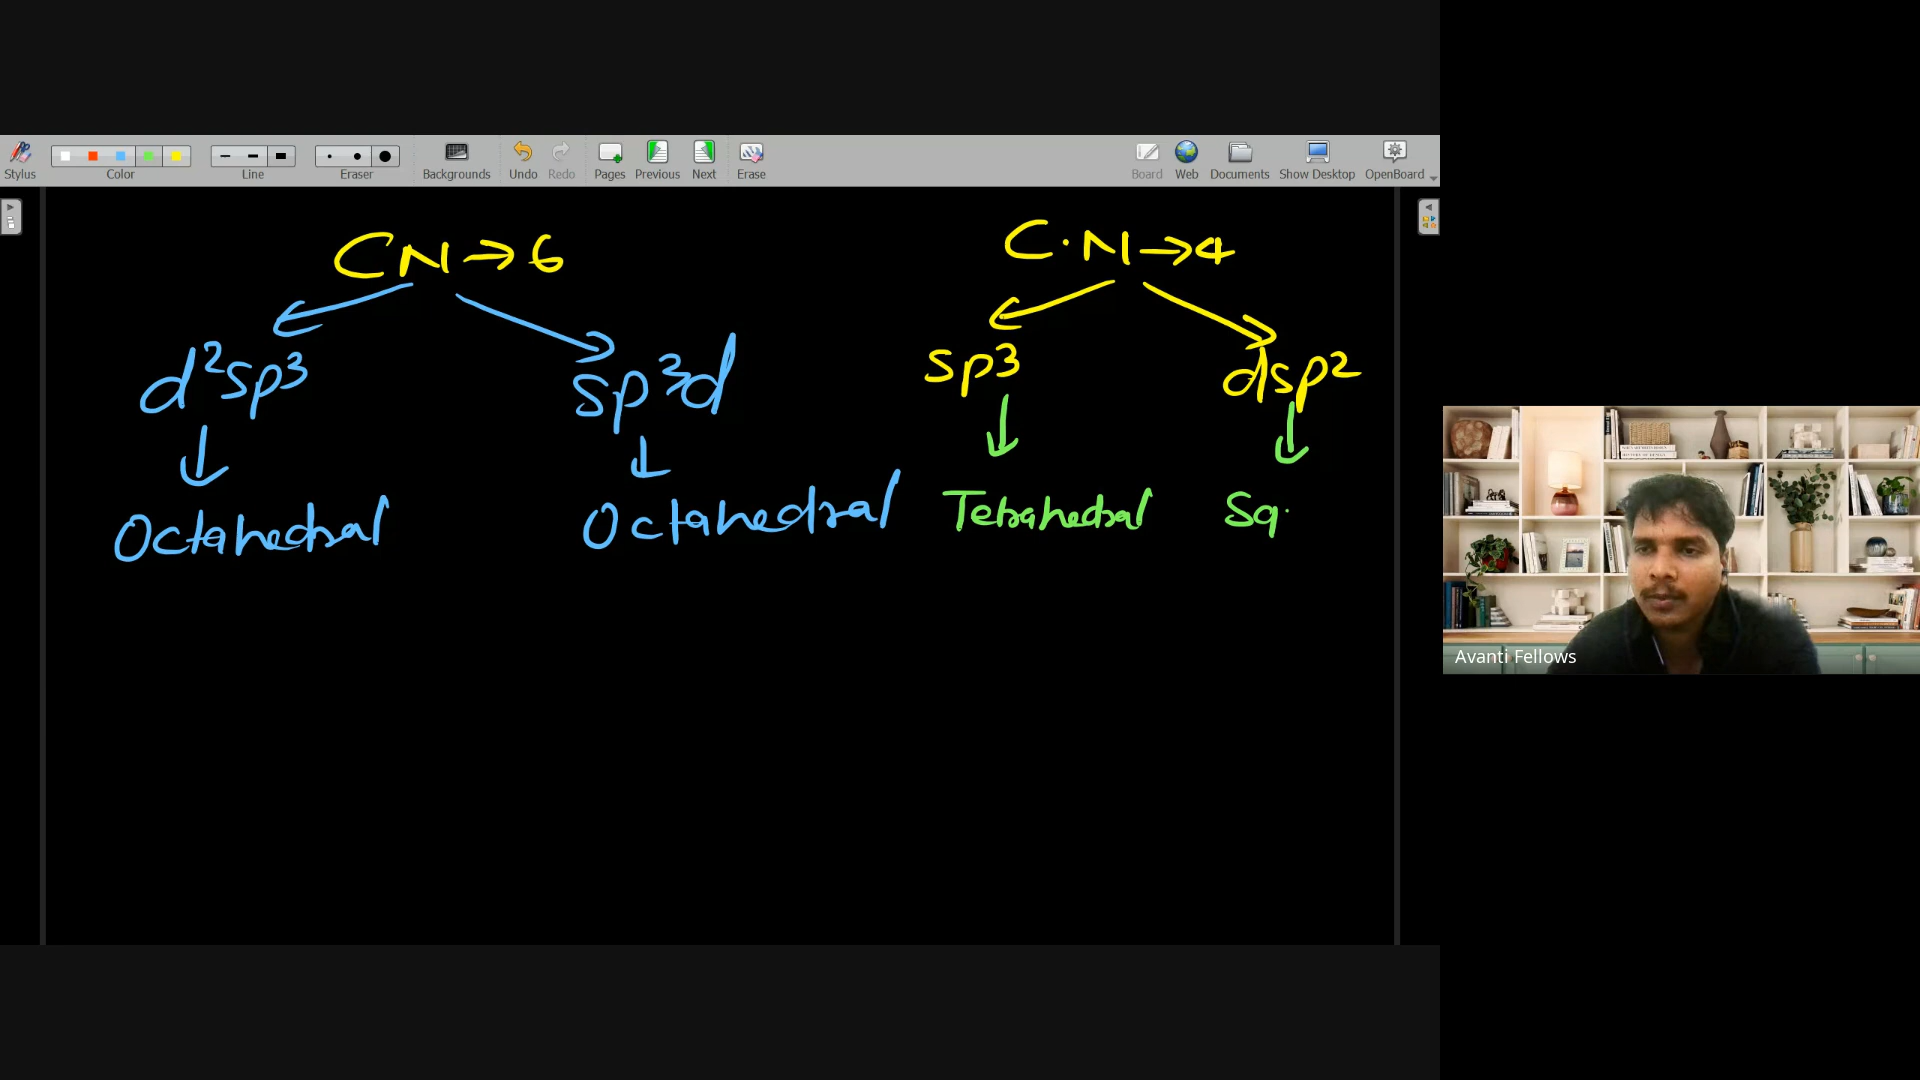 Stylus Color Line Eraser Backgrounds Undo Redo Pages Previous Next Erase Board Web Documents Show Desktop OpenBoard
CN → 6
C·N → 4
d²sp³
sp³d
sp3
dsp2
Octahedral
Octahedral
Tetrahedral
Sq.
Avanti Fellows